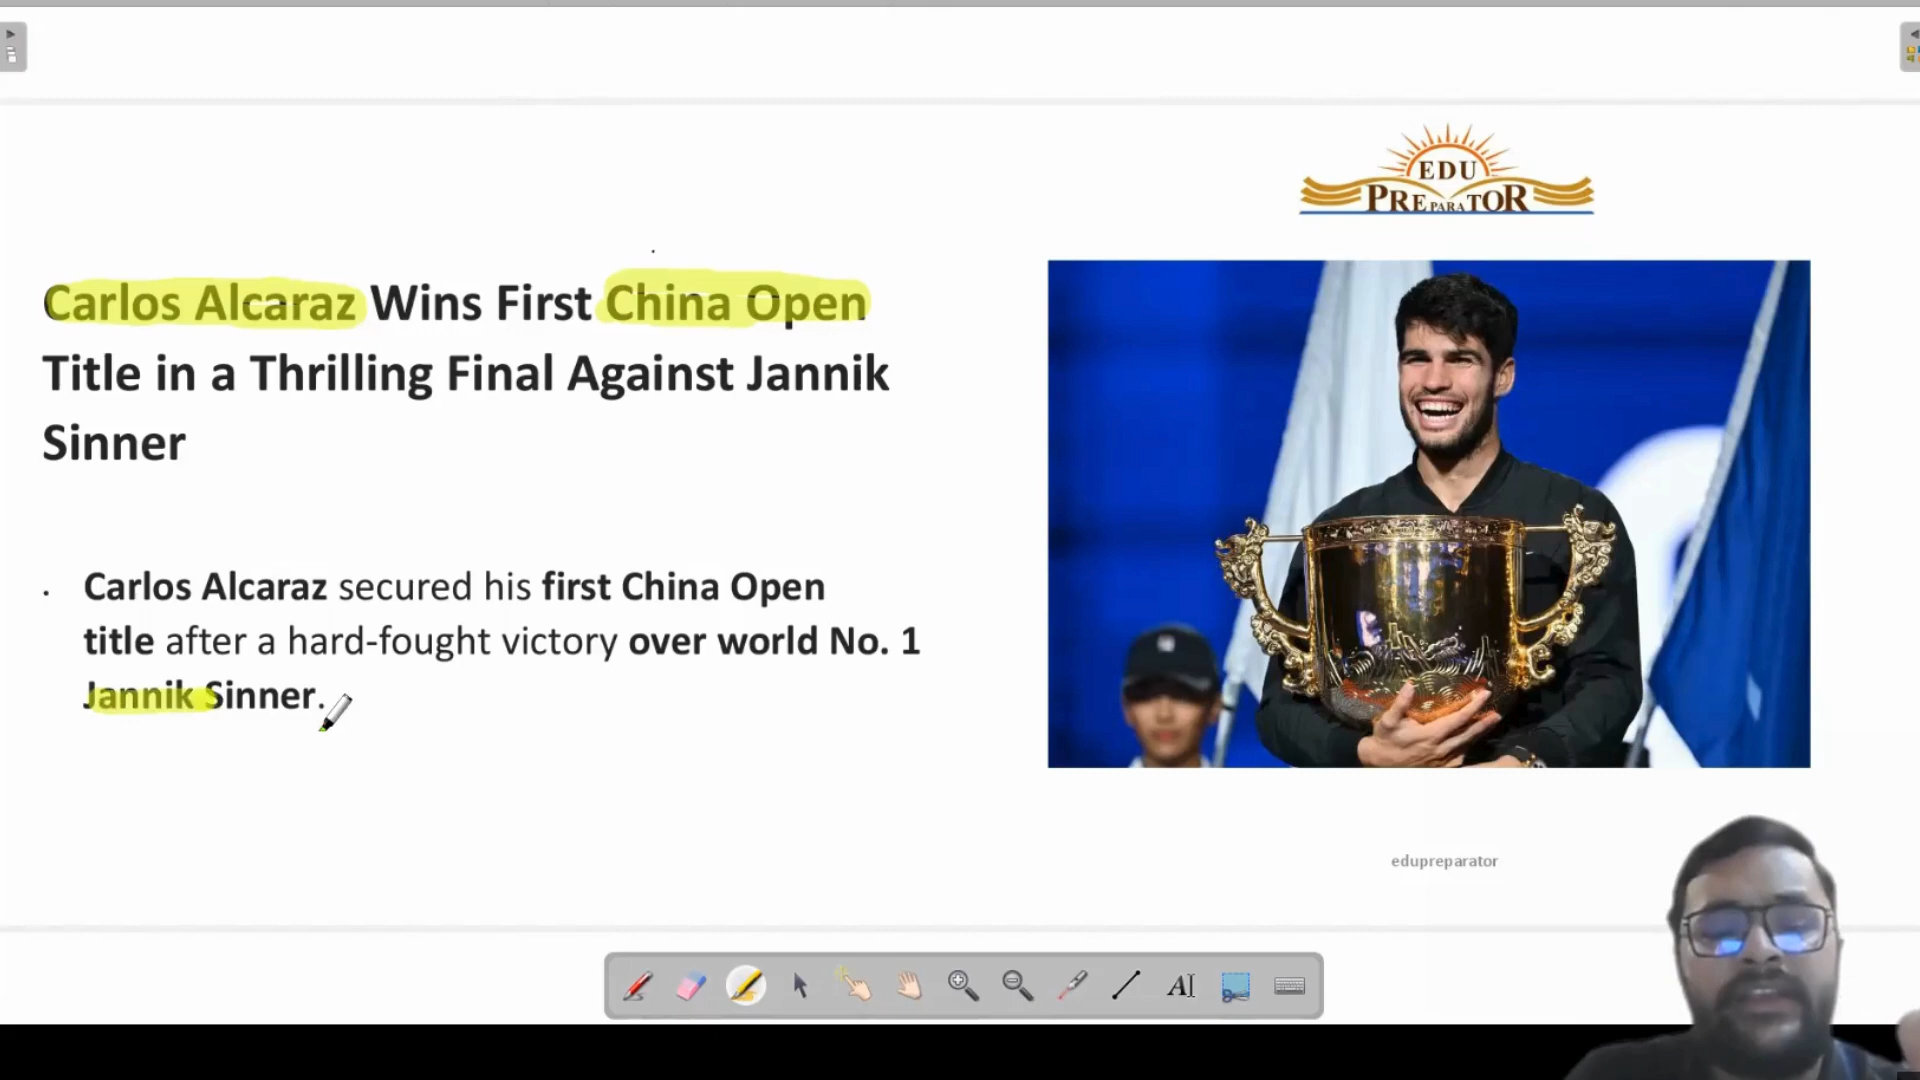 EDU
PREPARATOR
Carlos Alcaraz Wins First China Open
Title in a Thrilling Final Against Jannik
Sinner
• Carlos Alcaraz secured his first China Open
title after a hard-fought victory over world No. 1
Jannik Sinner.
edupreparator
AI